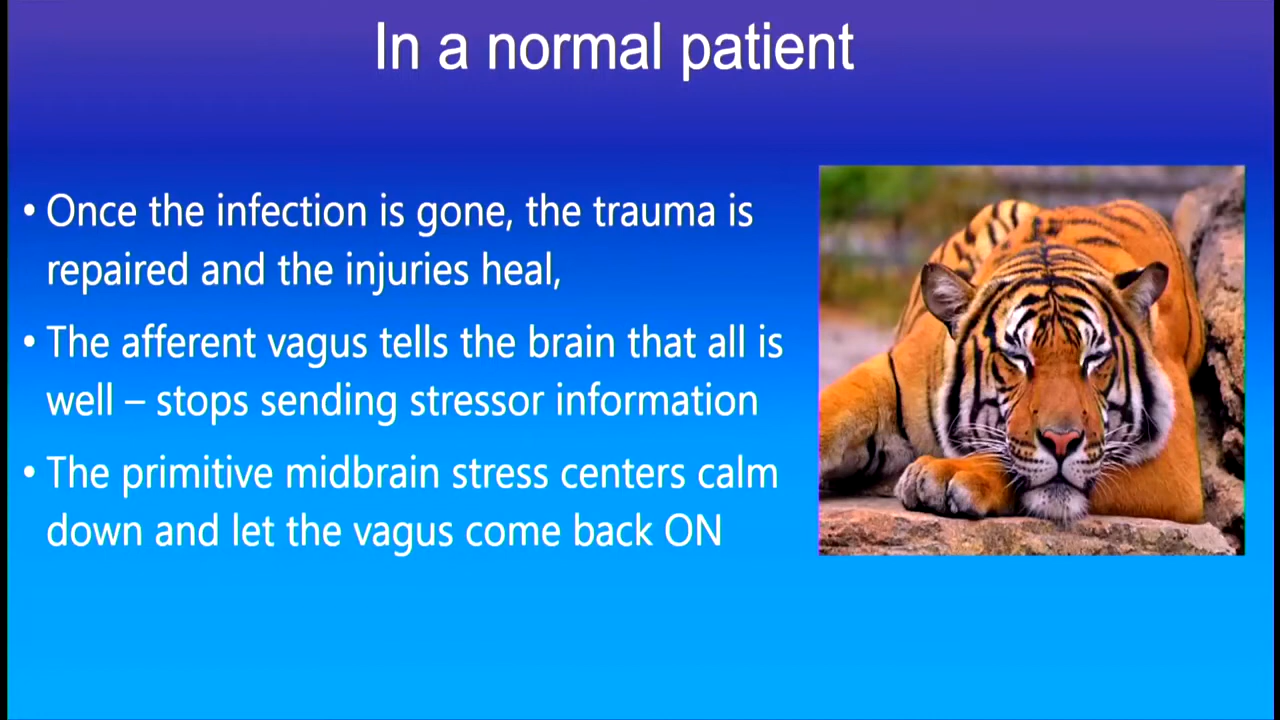 In a normal patient
• Once the infection is gone, the trauma is
repaired and the injuries heal,
• The afferent vagus tells the brain that all is
well – stops sending stressor information
• The primitive midbrain stress centers calm
down and let the vagus come back ON